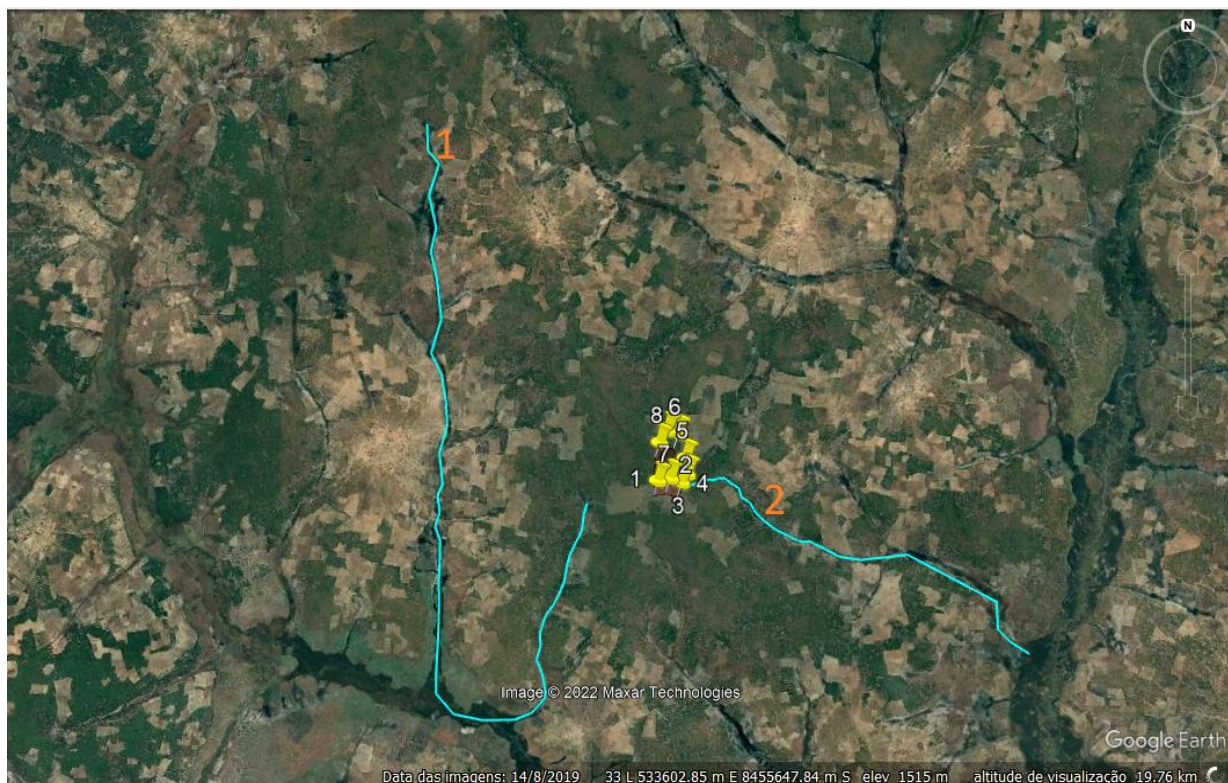 N
1
6
8
5
7
2
1
4
3
2
Image © 2022 Maxar Technologies
Google Earth
Data das imagens: 14/8/2019 33 L 533602.85 m E 8455647.84 m S elev 1515 m altitude de visualização 19.76 km